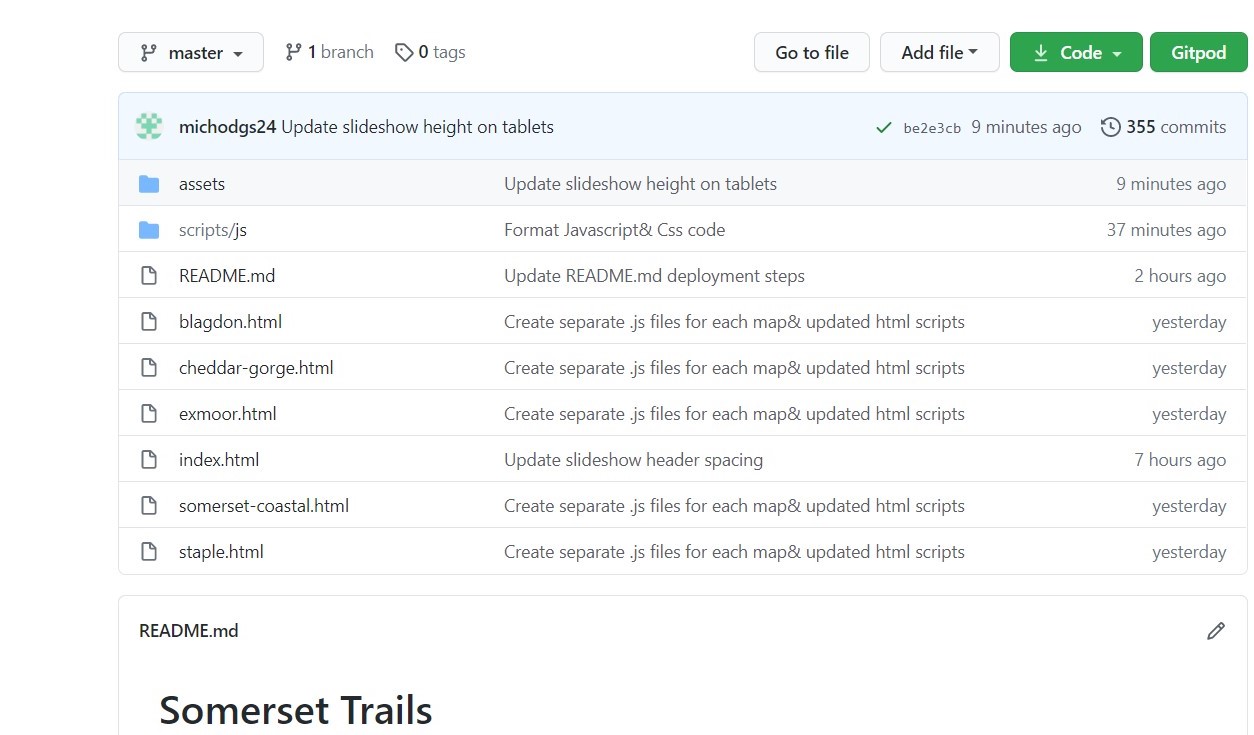 master 1 branch 0 tags Go to file Add file Code Gitpod
michodgs24 Update slideshow height on tablets be2e3cb 9 minutes ago 355 commits
assets Update slideshow height on tablets 9 minutes ago
scripts/js Format Javascript& Css code 37 minutes ago
README.md Update README.md deployment steps 2 hours ago
blagdon.html Create separate .js files for each map& updated html scripts yesterday
cheddar-gorge.html Create separate .js files for each map& updated html scripts yesterday
exmoor.html Create separate .js files for each map& updated html scripts yesterday
index.html Update slideshow header spacing 7 hours ago
somerset-coastal.html Create separate .js files for each map& updated html scripts yesterday
staple.html Create separate .js files for each map& updated html scripts yesterday
README.md
Somerset Trails